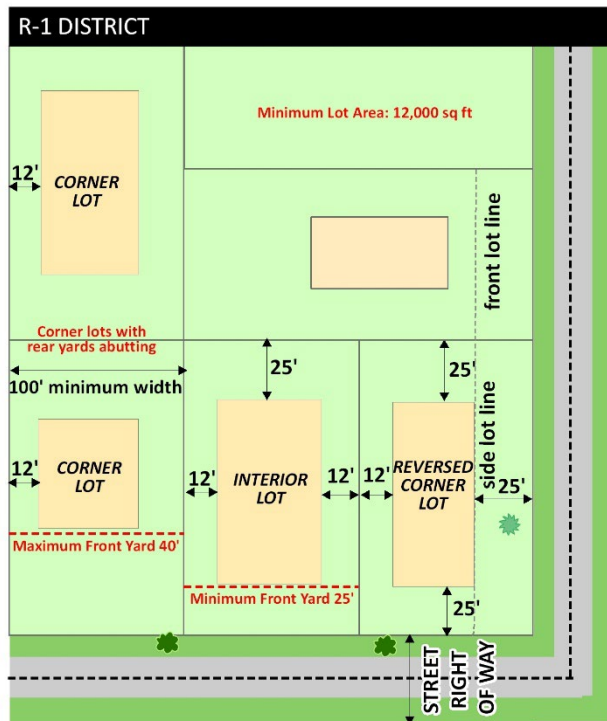 R-1 DISTRICT
Minimum Lot Area: 12,000 sq ft
12'
CORNER
LOT
front lot line
Corner lots with
rear yards abutting
100' minimum width
25'
25'
side lot line
12'
CORNER
LOT
12'
INTERIOR
LOT
12'
12'
REVERSED
CORNER
LOT
25'
Maximum Front Yard 40'
Minimum Front Yard 25'
25'
STREET
RIGHT
OF WAY